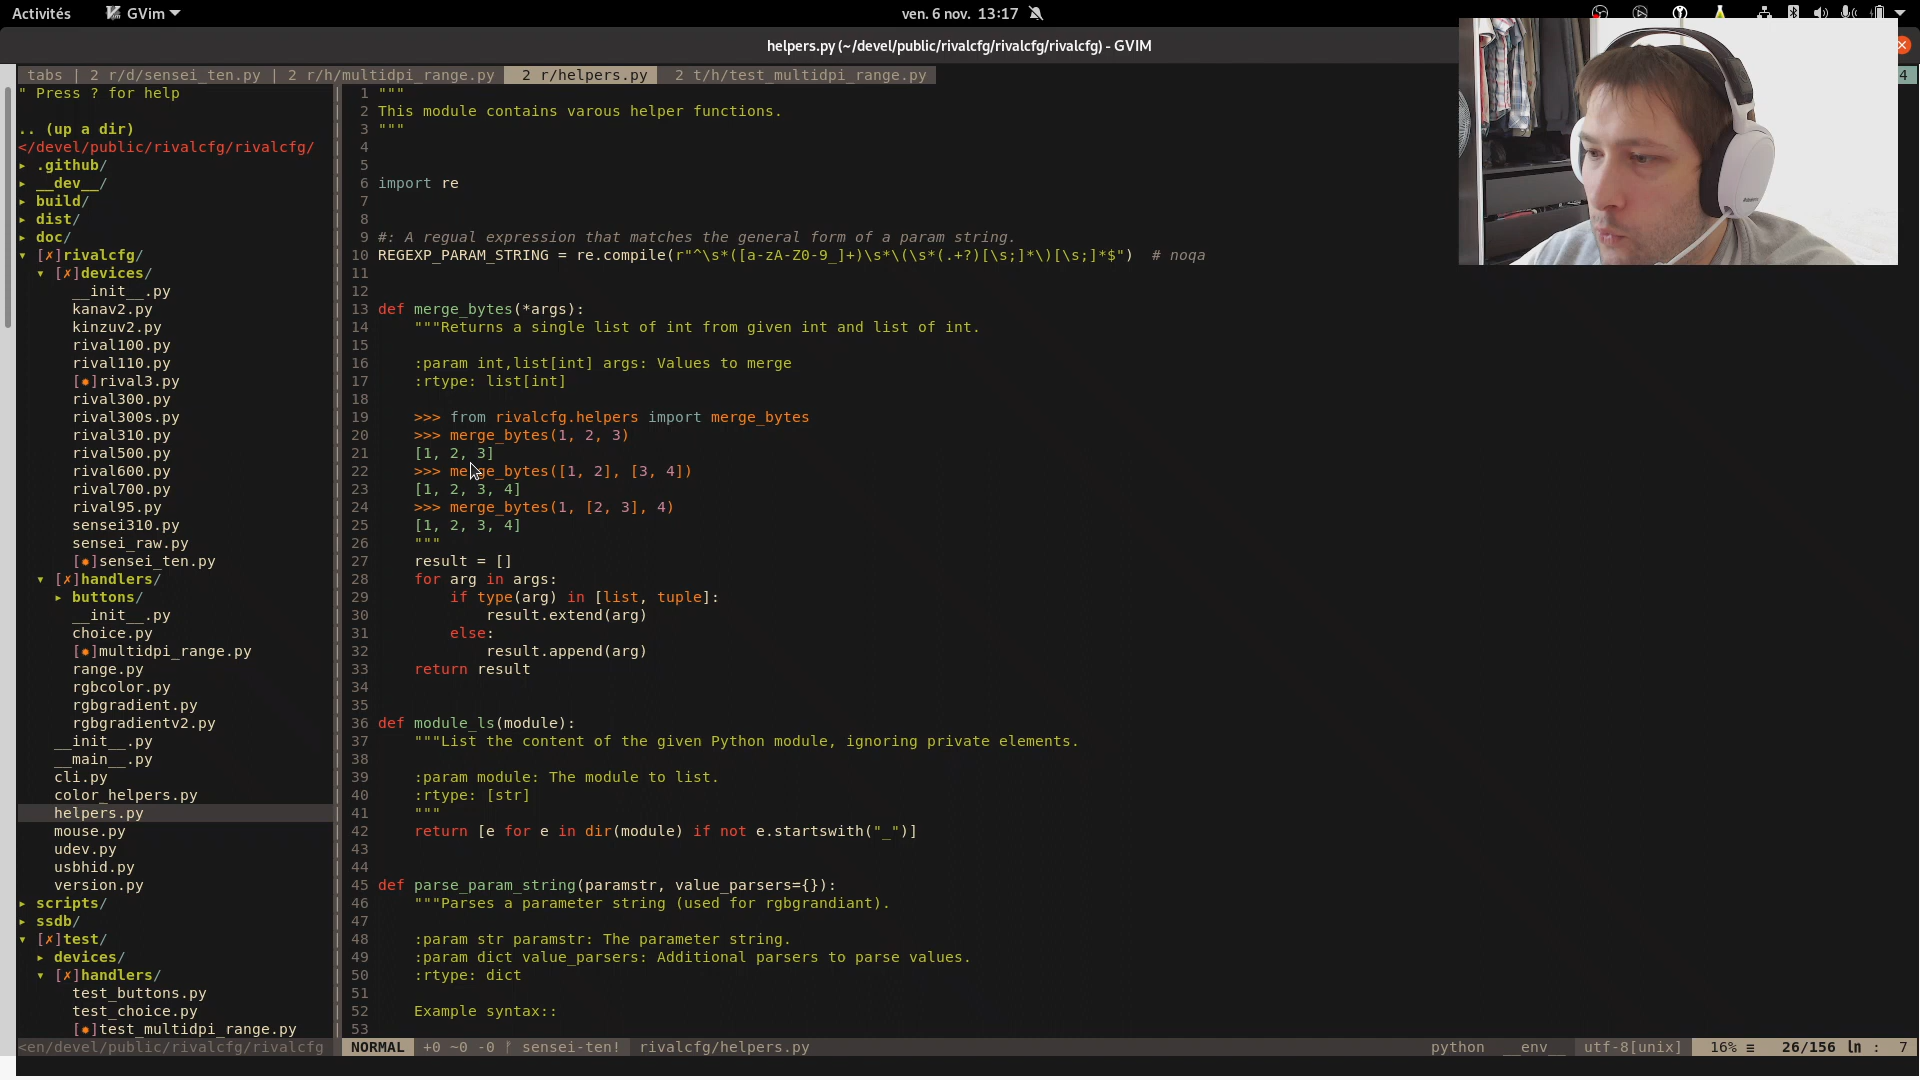 Activités
GVim
ven. 6 nov. 13:17
helpers.py (~/devel/public/rivalcfg/rivalcfg/rivalcfg) - GVIM
tabs | 2 r/d/sensei_ten.py | 2 r/h/multidpi_range.py 2 r/helpers.py 2 t/h/test_multidpi_range.py 4
" Press ? for help
.. (up a dir)
</devel/public/rivalcfg/rivalcfg/
▸ .github/
▸ __dev__/
▸ build/
▸ dist/
▸ doc/
▾ [✗]rivalcfg/
▾ [✗]devices/
__init__.py
kanav2.py
kinzuv2.py
rival100.py
rival110.py
[✹]rival3.py
rival300.py
rival300s.py
rival310.py
rival500.py
rival600.py
rival700.py
rival95.py
sensei310.py
sensei_raw.py
[✹]sensei_ten.py
▾ [✗]handlers/
▸ buttons/
__init__.py
choice.py
[✹]multidpi_range.py
range.py
rgbcolor.py
rgbgradient.py
rgbgradientv2.py
__init__.py
__main__.py
cli.py
color_helpers.py
helpers.py
mouse.py
udev.py
usbhid.py
version.py
▸ scripts/
▸ ssdb/
▾ [✗]test/
▸ devices/
▾ [✗]handlers/
test_buttons.py
test_choice.py
[✹]test_multidpi_range.py
1 """
2 This module contains varous helper functions.
3 """
4
5
6 import re
7
8
9 #: A regual expression that matches the general form of a param string.
10 REGEXP_PARAM_STRING = re.compile(r"^\s*([a-zA-Z0-9_]+)\s*\(\s*(.+?)[\s;]*\)[\s;]*$")  # noqa
11
12
13 def merge_bytes(*args):
14     """Returns a single list of int from given int and list of int.
15
16     :param int,list[int] args: Values to merge
17     :rtype: list[int]
18
19     >>> from rivalcfg.helpers import merge_bytes
20     >>> merge_bytes(1, 2, 3)
21     [1, 2, 3]
22     >>> merge_bytes([1, 2], [3, 4])
23     [1, 2, 3, 4]
24     >>> merge_bytes(1, [2, 3], 4)
25     [1, 2, 3, 4]
26     """
27     result = []
28     for arg in args:
29         if type(arg) in [list, tuple]:
30             result.extend(arg)
31         else:
32             result.append(arg)
33     return result
34
35
36 def module_ls(module):
37     """List the content of the given Python module, ignoring private elements.
38
39     :param module: The module to list.
40     :rtype: [str]
41     """
42     return [e for e in dir(module) if not e.startswith("_")]
43
44
45 def parse_param_string(paramstr, value_parsers={}):
46     """Parses a parameter string (used for rgbgrandiant).
47
48     :param str paramstr: The parameter string.
49     :param dict value_parsers: Additional parsers to parse values.
50     :rtype: dict
51
52     Example syntax::
53
<en/devel/public/rivalcfg/rivalcfg NORMAL +0 ~0 -0 ᚠ sensei-ten! rivalcfg/helpers.py python __env__ utf-8[unix] 16% ≡ 26/156 ln : 7